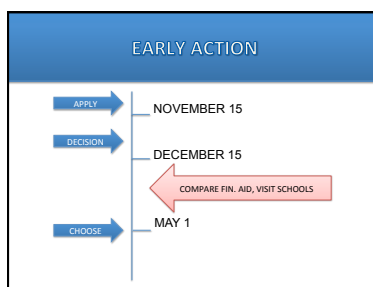 EARLY ACTION
APPLY
NOVEMBER 15
DECISION
DECEMBER 15
COMPARE FIN. AID, VISIT SCHOOLS
MAY 1
CHOOSE